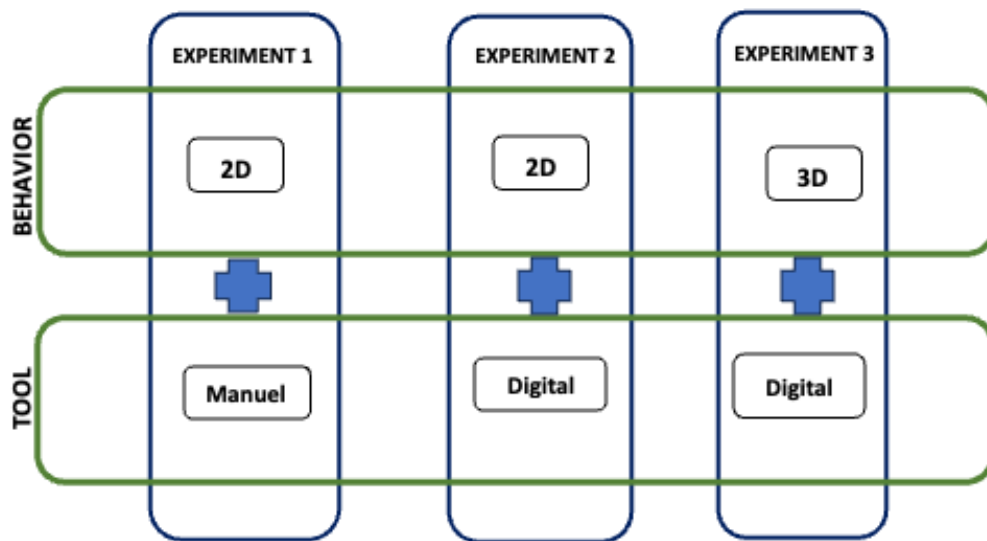 EXPERIMENT 1
EXPERIMENT 2
EXPERIMENT 3
BEHAVIOR
2D
2D
3D
TOOL
Manuel
Digital
Digital